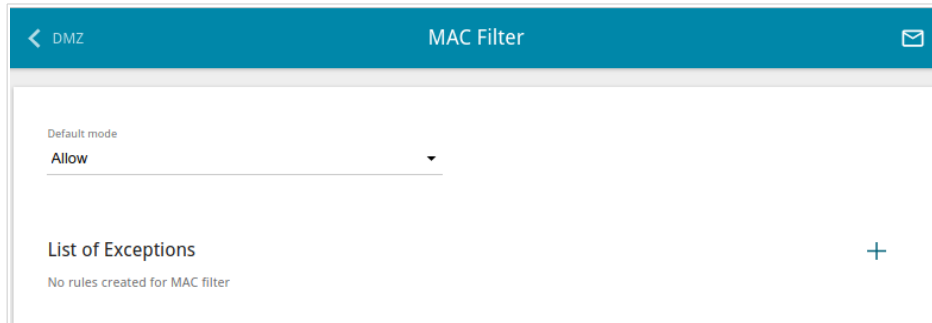 DMZ
MAC Filter
Default mode
Allow
List of Exceptions
No rules created for MAC filter